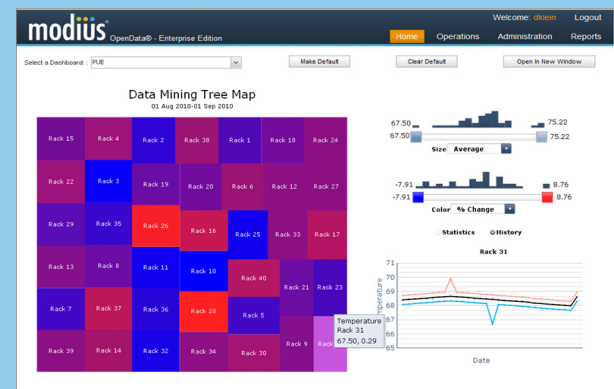 Welcome: dklein Logout
modius OpenData® - Enterprise Edition
Home Operations Administration Reports
Select a Dashboard: : PUE Make Default Clear Default Open In New Window
Data Mining Tree Map
01 Aug 2010-01 Sep 2010
Rack 15 Rack 4 Rack 2 Rack 38 Rack 1 Rack 18 Rack 24
Rack 22 Rack 3 Rack 19 Rack 20 Rack 6 Rack 12 Rack 27
Rack 29 Rack 35 Rack 26 Rack 16 Rack 25 Rack 33 Rack 17
Rack 13 Rack 8 Rack 11 Rack 10 Rack 40 Rack 21 Rack 23
Rack 7 Rack 37 Rack 36 Rack 28 Rack 5
Rack 39 Rack 14 Rack 32 Rack 34 Rack 30 Rack 9 Rack
Temperature
Rack 31
67.50, 0.29
67.50 75.22
67.50 75.22
Size Average
-7.91 8.76
-7.91 8.76
Color % Change
Statistics History
Rack 31
71
70
69
68
67
66
65
Date